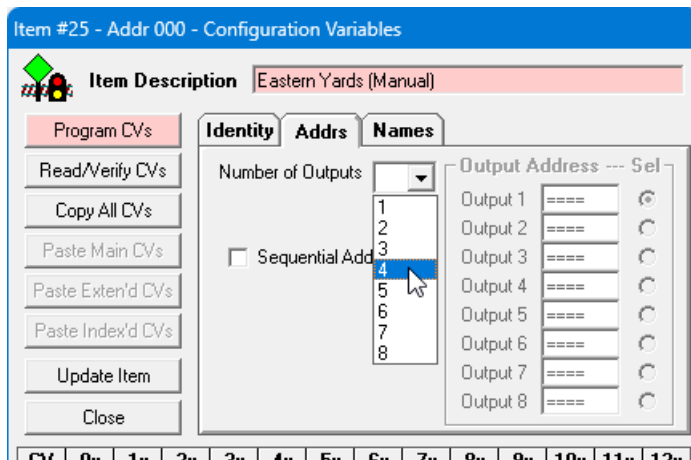 Item #25 - Addr 000 - Configuration Variables
Item Description Eastern Yards (Manual)
Program CVs
Read/Verify CVs
Copy All CVs
Paste Main CVs
Paste Exten'd CVs
Paste Index'd CVs
Update Item
Close
Identity Addrs Names
Number of Outputs
1
2
3
4
5
6
7
8
Sequential Add
Output Address --- Sel
Output 1 ====
Output 2 ====
Output 3 ====
Output 4 ====
Output 5 ====
Output 6 ====
Output 7 ====
Output 8 ====